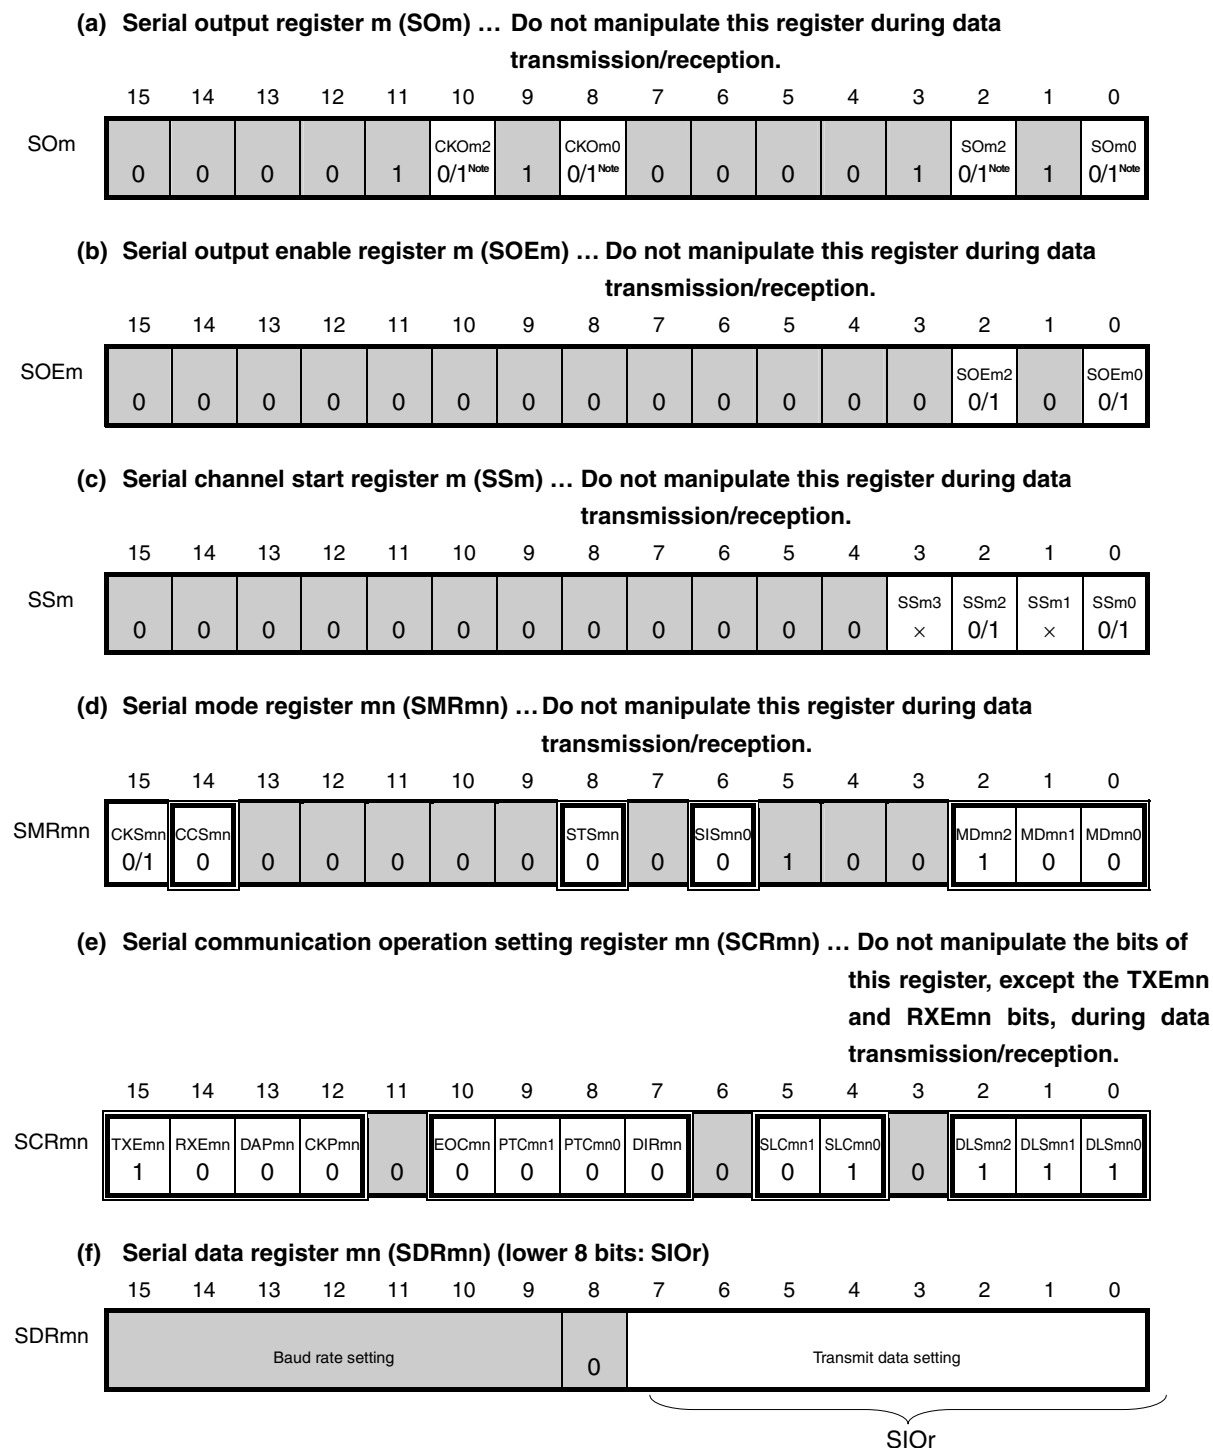 (a) Serial output register m (SOm) … Do not manipulate this register during data
transmission/reception.
15 14 13 12 11 10 9 8 7 6 5 4 3 2 1 0
SOm
CKOm2 CKOm0 SOm2 SOm0
0 0 0 0 1 0/1Note 1 0/1Note 0 0 0 0 1 0/1Note 1 0/1Note
(b) Serial output enable register m (SOEm) … Do not manipulate this register during data
transmission/reception.
15 14 13 12 11 10 9 8 7 6 5 4 3 2 1 0
SOEm
SOEm2 SOEm0
0 0 0 0 0 0 0 0 0 0 0 0 0 0/1 0 0/1
(c) Serial channel start register m (SSm) … Do not manipulate this register during data
transmission/reception.
15 14 13 12 11 10 9 8 7 6 5 4 3 2 1 0
SSm
SSm3 SSm2 SSm1 SSm0
0 0 0 0 0 0 0 0 0 0 0 0 × 0/1 × 0/1
(d) Serial mode register mn (SMRmn) … Do not manipulate this register during data
transmission/reception.
15 14 13 12 11 10 9 8 7 6 5 4 3 2 1 0
SMRmn
CKSmn CCSmn STSmn SISmn0 MDmn2 MDmn1 MDmn0
0/1 0 0 0 0 0 0 0 0 0 1 0 0 1 0 0
(e) Serial communication operation setting register mn (SCRmn) … Do not manipulate the bits of
this register, except the TXEmn
and RXEmn bits, during data
transmission/reception.
15 14 13 12 11 10 9 8 7 6 5 4 3 2 1 0
SCRmn
TXEmn RXEmn DAPmn CKPmn EOCmn PTCmn1 PTCmn0 DIRmn SLCmn1 SLCmn0 DLSmn2 DLSmn1 DLSmn0
1 0 0 0 0 0 0 0 0 0 0 1 0 1 1 1
(f) Serial data register mn (SDRmn) (lower 8 bits: SIOr)
15 14 13 12 11 10 9 8 7 6 5 4 3 2 1 0
SDRmn
Baud rate setting 0 Transmit data setting
SIOr